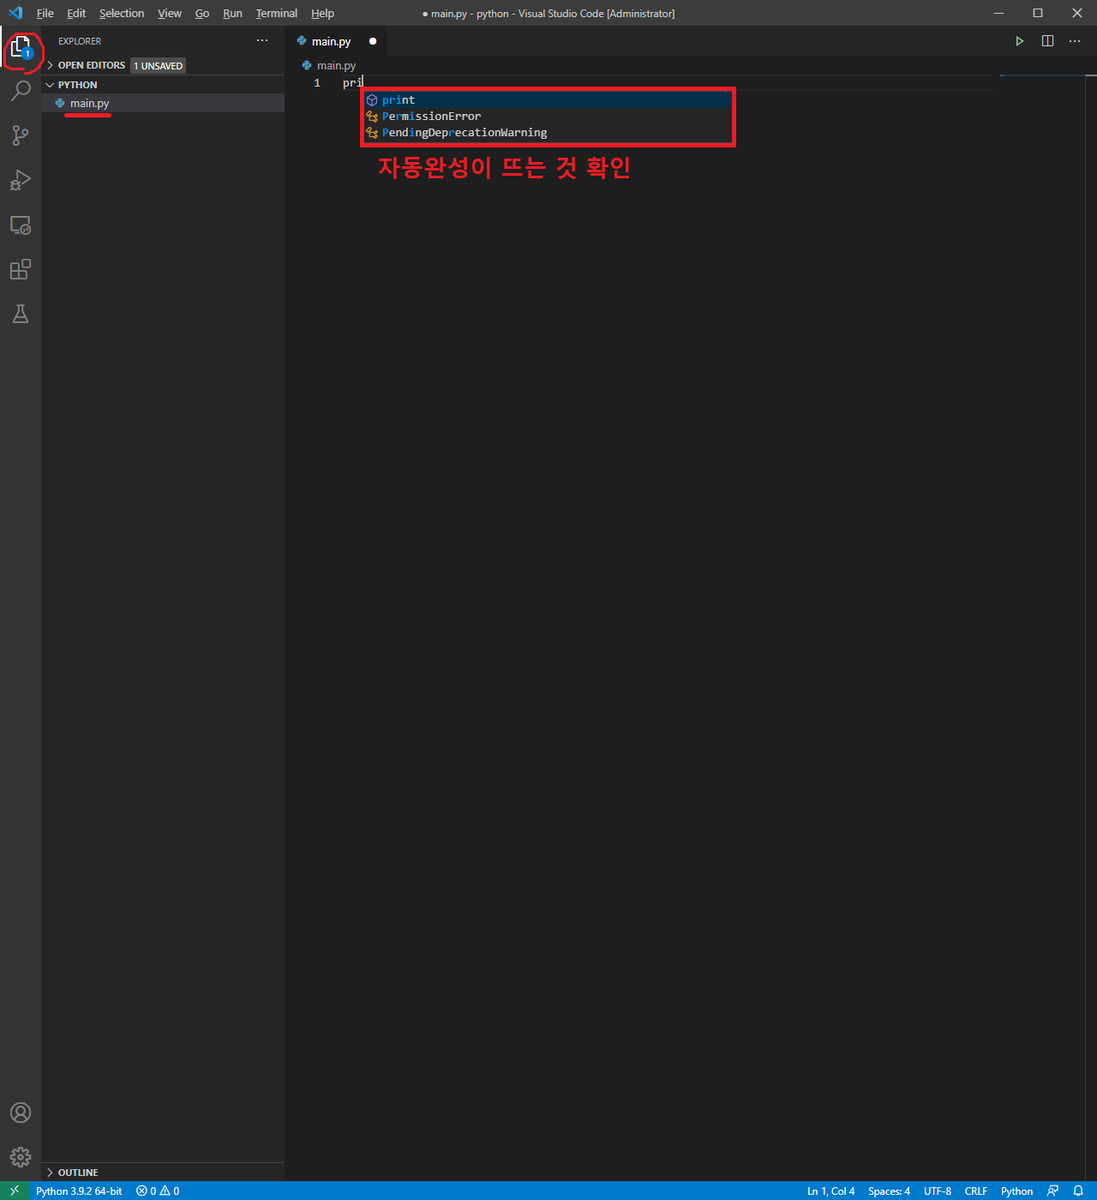 File Edit Selection View Go Run Terminal Help
● main.py - python - Visual Studio Code [Administrator]
1
EXPLORER
OPEN EDITORS 1 UNSAVED
PYTHON
main.py
main.py
main.py
1 pri
print
PermissionError
PendingDeprecationWarning
자동완성이 뜨는 것 확인
OUTLINE
Python 3.9.2 64-bit 0 0 Ln 1, Col 4 Spaces: 4 UTF-8 CRLF Python